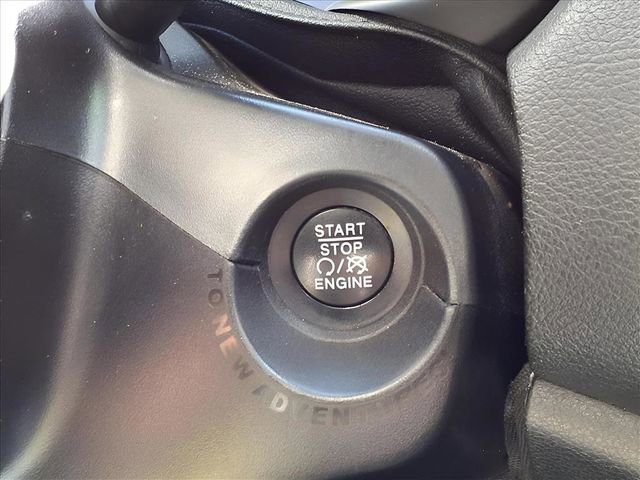 START
STOP
ENGINE
TO NEW ADVENTURES